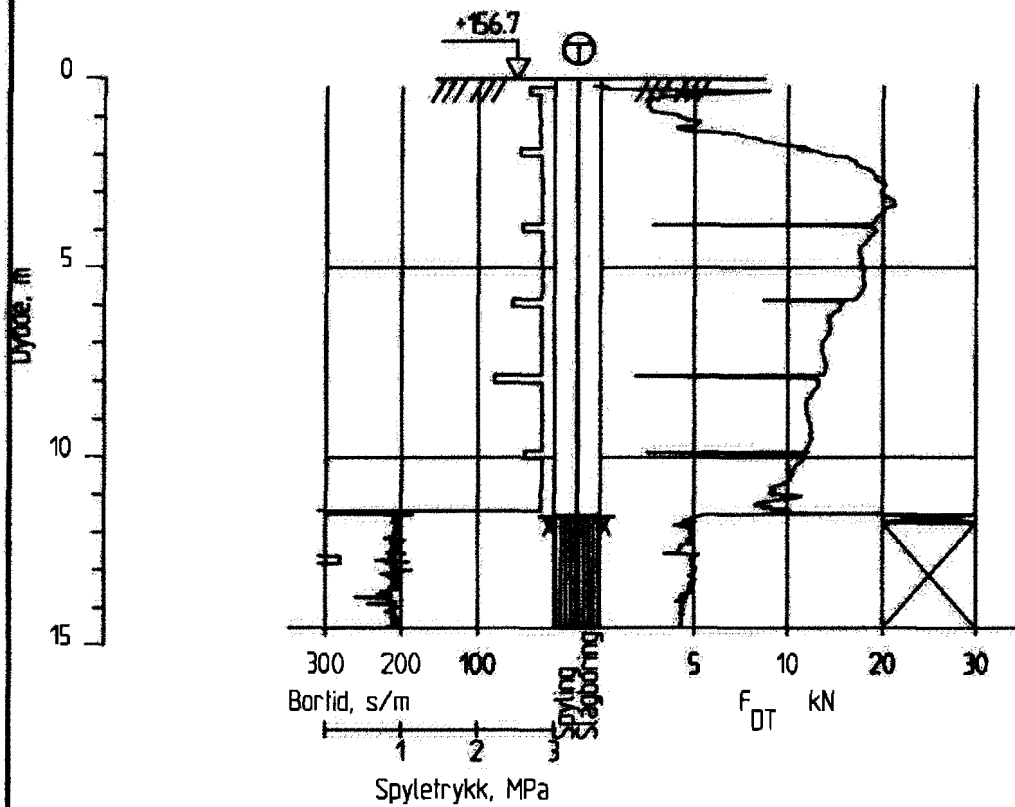 +156.7
T
0
5
10
15
Dybde, m
300 200 100
5 10 20 30
Bortid, s/m
Spyling
Slagboring
F DT kN
1 2 3
Spyletrykk, MPa